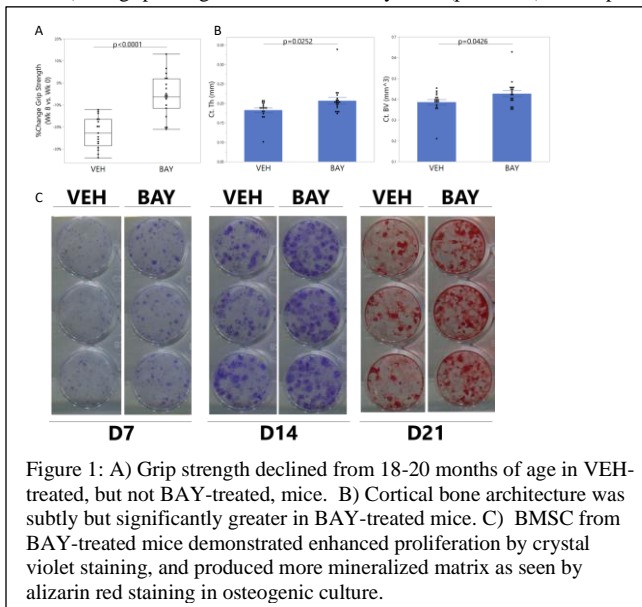 A
B
p<0.0001
p=0.0252
p=0.0426
%Change Grip Strength
(Wk 8 vs. Wk 0)
Ct. Th (mm)
Ct. BV (mm^3)
VEH
BAY
VEH
BAY
VEH
BAY
C
VEH BAY VEH BAY VEH BAY
D7 D14 D21
Figure 1: A) Grip strength declined from 18-20 months of age in VEH-
treated, but not BAY-treated, mice. B) Cortical bone architecture was
subtly but significantly greater in BAY-treated mice. C) BMSC from
BAY-treated mice demonstrated enhanced proliferation by crystal
violet staining, and produced more mineralized matrix as seen by
alizarin red staining in osteogenic culture.